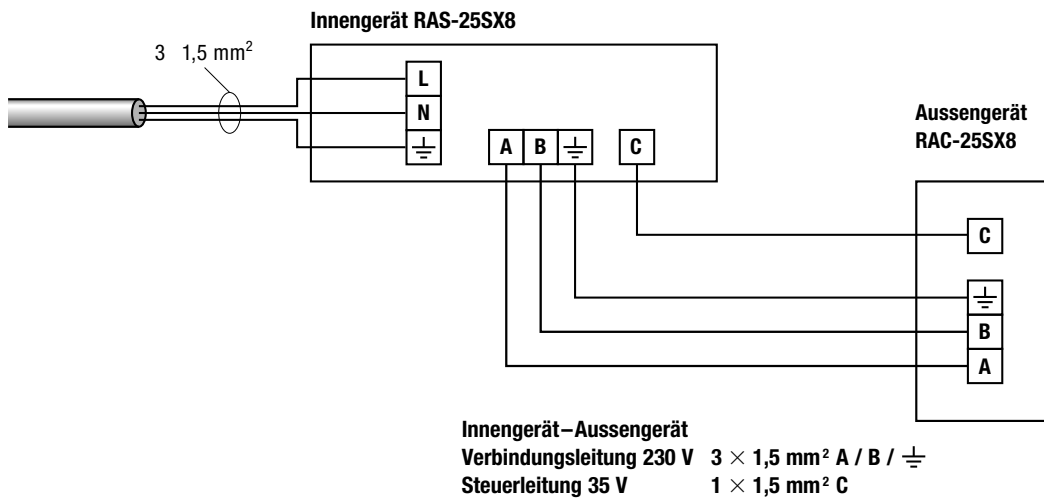 Innengerät RAS-25SX8
3 1,5 mm²
L
N
A B C
Aussengerät
RAC-25SX8
C
B
A
Innengerät–Aussengerät
Verbindungsleitung 230 V 3 × 1,5 mm² A / B / ⏚
Steuerleitung 35 V 1 × 1,5 mm² C